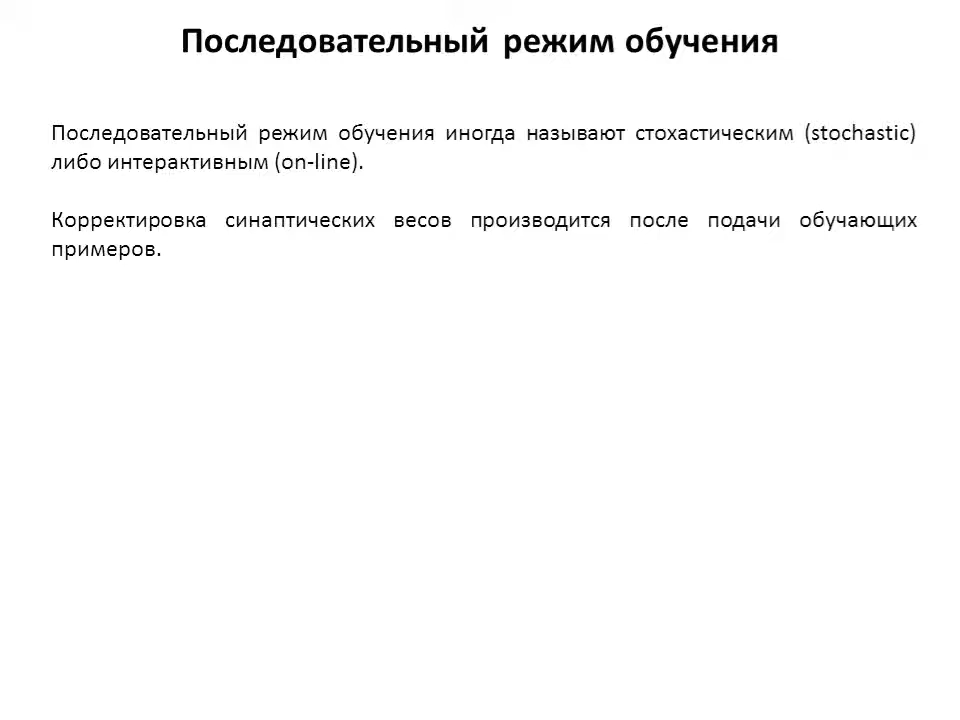 Последовательный режим обучения
Последовательный режим обучения иногда называют стохастическим (stochastic)
либо интерактивным (on-line).
Корректировка синаптических весов производится после подачи обучающих
примеров.